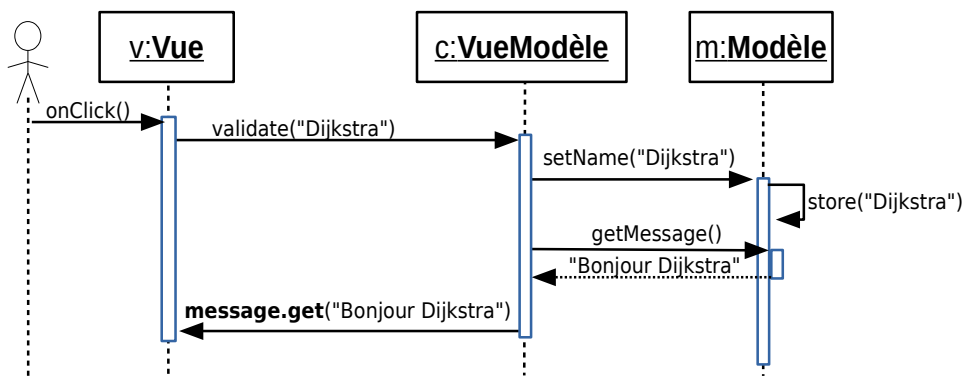 v:Vue
c:VueModèle
m:Modèle
onClick()
validate("Dijkstra")
setName("Dijkstra")
store("Dijkstra")
getMessage()
"Bonjour Dijkstra"
message.get("Bonjour Dijkstra")